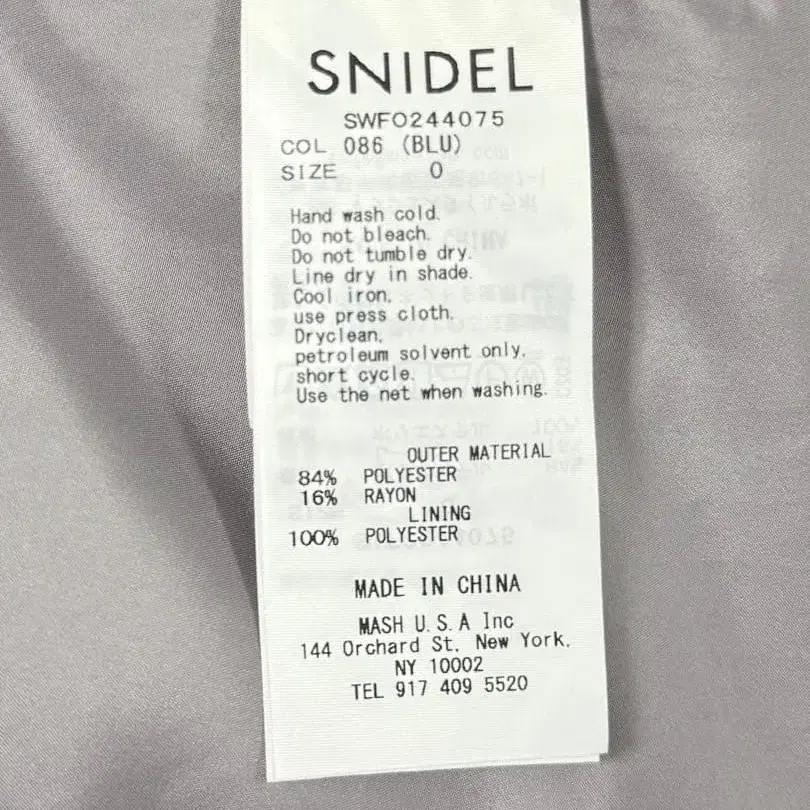 SNIDEL
SWFO244075
COL 086 (BLU)
SIZE 0
Hand wash cold.
Do not bleach.
Do not tumble dry.
Line dry in shade.
Cool iron.
use press cloth.
Dryclean.
petroleum solvent only.
short cycle.
Use the net when washing.
OUTER MATERIAL
84% POLYESTER
16% RAYON
LINING
100% POLYESTER
MADE IN CHINA
MASH U.S.A Inc
144 Orchard St. New York.
NY 10002
TEL 917 409 5520